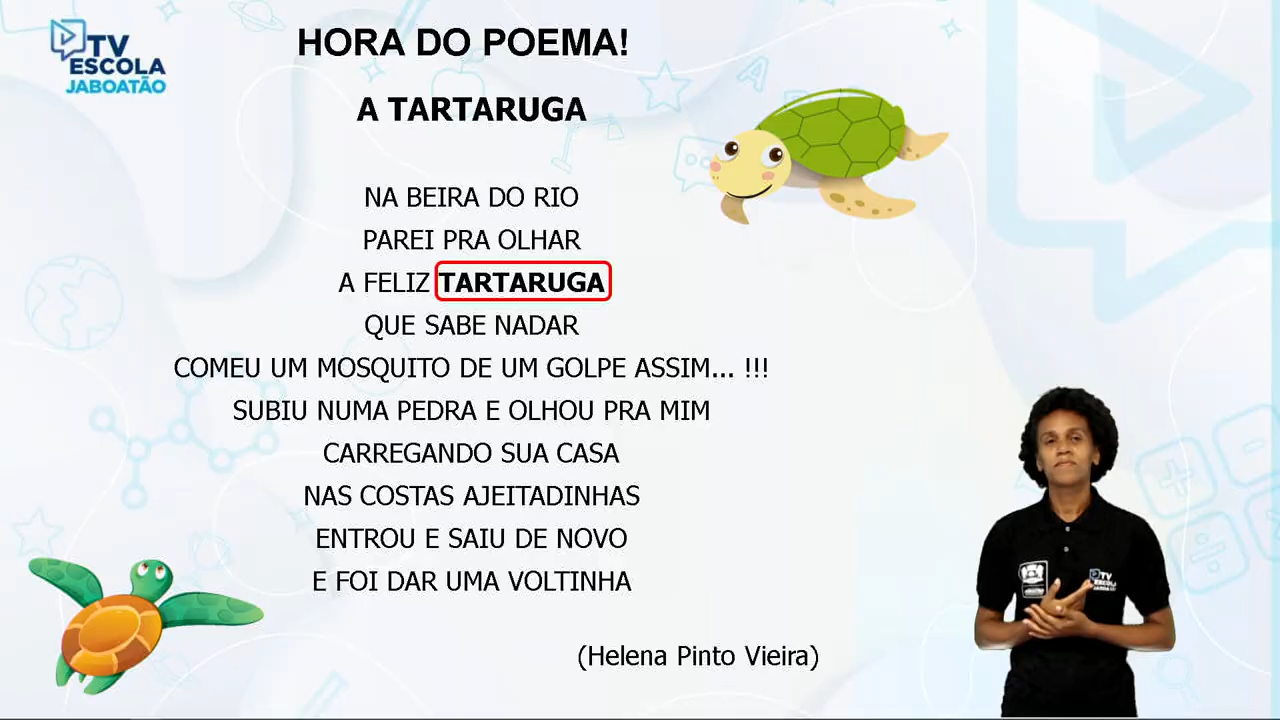 TV
ESCOLA
JABOATÃO
HORA DO POEMA!
A TARTARUGA
NA BEIRA DO RIO
PAREI PRA OLHAR
A FELIZ TARTARUGA
QUE SABE NADAR
COMEU UM MOSQUITO DE UM GOLPE ASSIM... !!!
SUBIU NUMA PEDRA E OLHOU PRA MIM
CARREGANDO SUA CASA
NAS COSTAS AJEITADINHAS
ENTROU E SAIU DE NOVO
E FOI DAR UMA VOLTINHA
(Helena Pinto Vieira)
TV
ESCOLA